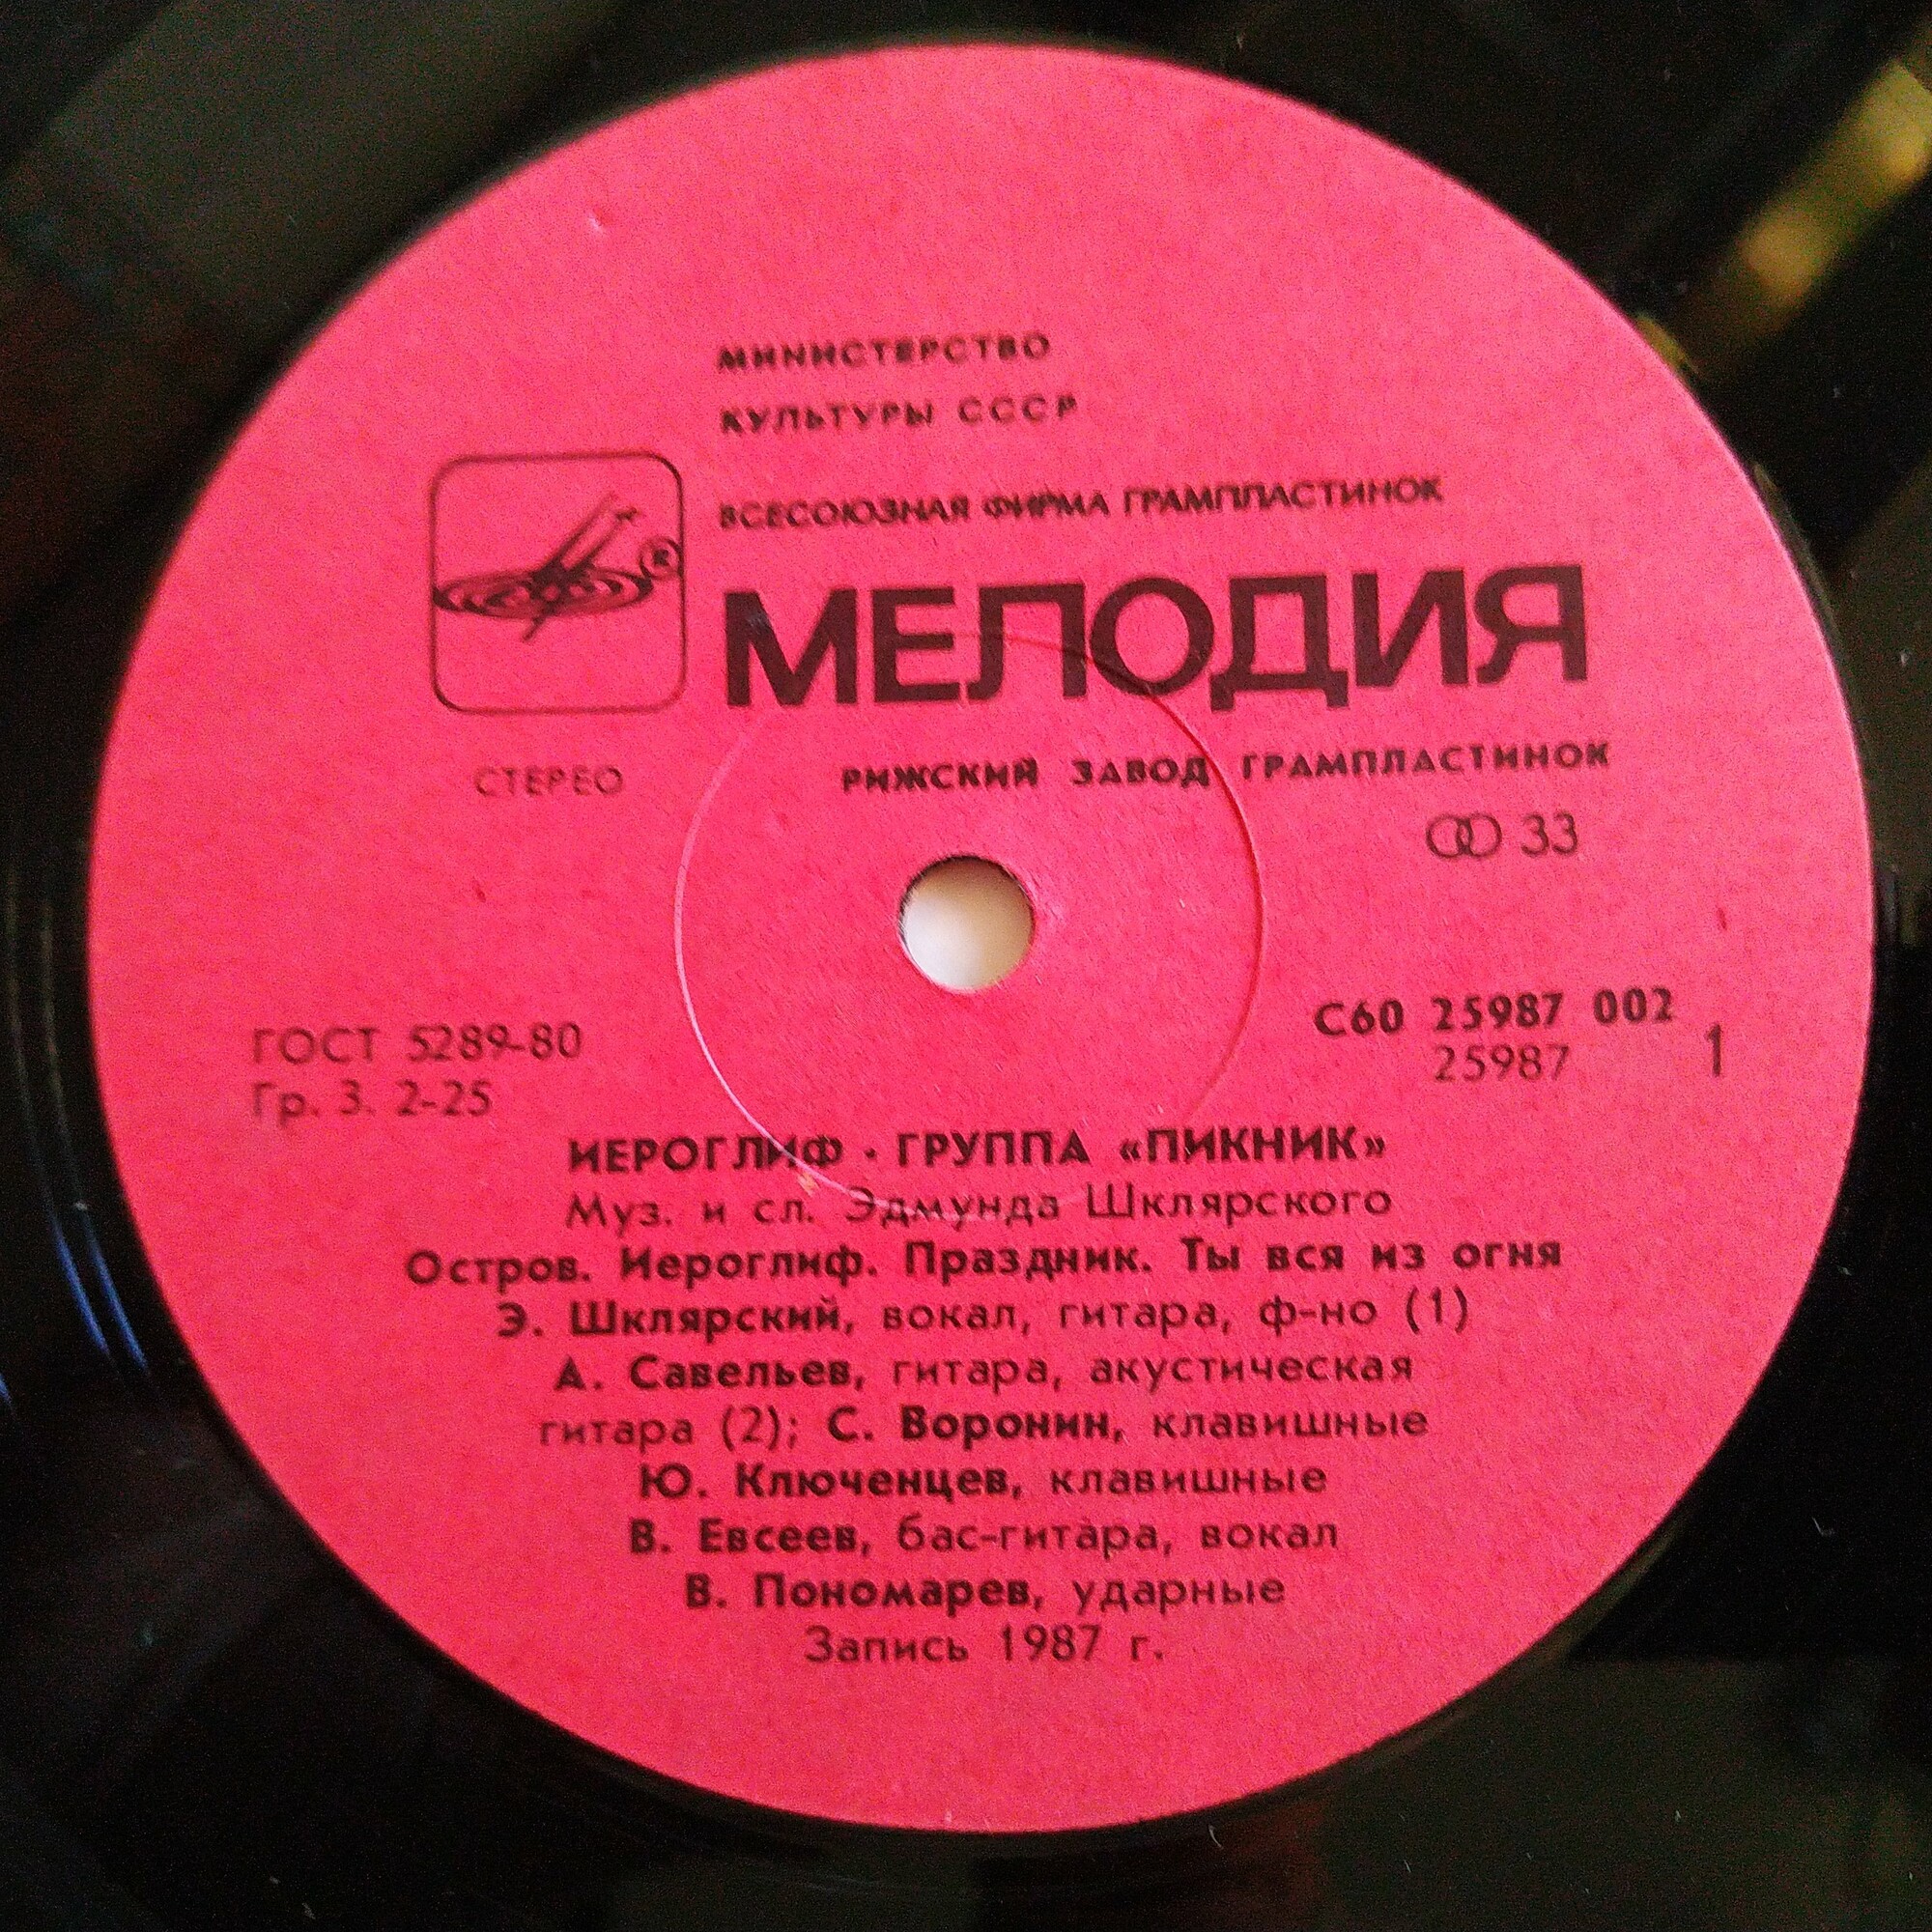 МИНИСТЕРСТВО
КУЛЬТУРЫ СССР
ВСЕСОЮЗНАЯ ФИРМА ГРАМПЛАСТИНОК
®
МЕЛОДИЯ
СТЕРЕО
РИЖСКИЙ ЗАВОД ГРАМПЛАСТИНОК
33
ГОСТ 5289-80
Гр. 3. 2-25
С60 25987 002
25987
1
ИЕРОГЛИФ · ГРУППА «ПИКНИК»
Муз. и сл. Эдмунда Шклярского
Остров. Иероглиф. Праздник. Ты вся из огня
Э. Шклярский, вокал, гитара, ф-но (1)
А. Савельев, гитара, акустическая
гитара (2); С. Воронин, клавишные
Ю. Ключенцев, клавишные
В. Евсеев, бас-гитара, вокал
В. Пономарев, ударные
Запись 1987 г.